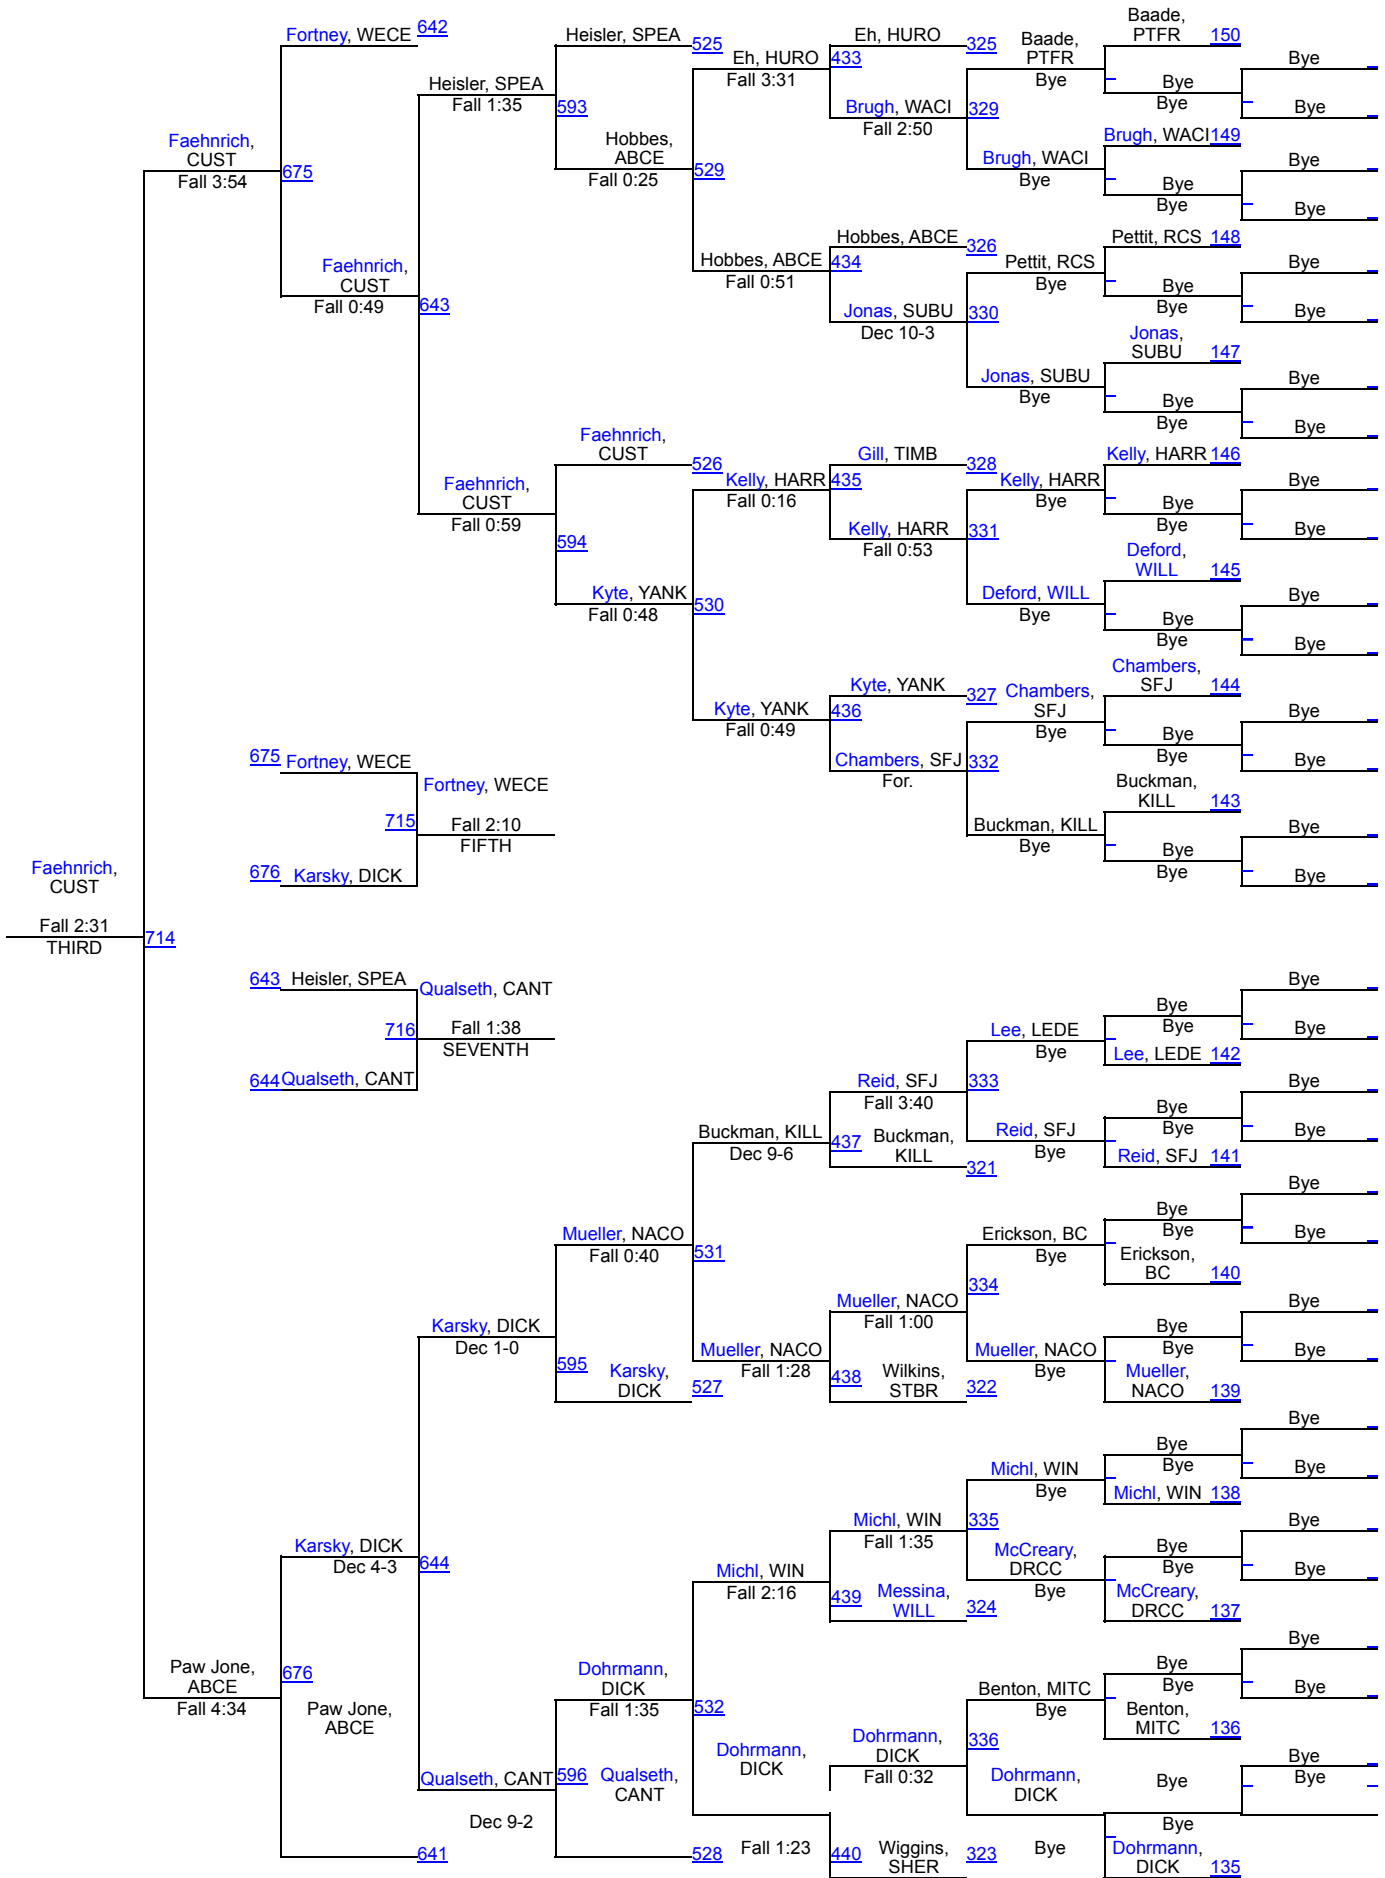 Baade,
PTFR 150
Fortney, WECE 642
Heisler, SPEA 525
Eh, HURO 325
Baade,
PTFR
Bye
Eh, HURO 433
Fall 3:31
Bye
Bye
Bye
Bye
Heisler, SPEA
Fall 1:35
593
Brugh, WACI 329
Fall 2:50
Faehnrich,
CUST
Fall 3:54
675
Hobbes,
ABCE
Fall 0:25
529
Brugh, WACI 149
Brugh, WACI
Bye
Bye
Bye
Bye
Bye
Hobbes, ABCE 326
Pettit, RCS 148
Faehnrich,
CUST
Fall 0:49
643
Hobbes, ABCE 434
Fall 0:51
Pettit, RCS
Bye
Bye
Bye
Bye
Bye
Jonas, SUBU 330
Dec 10-3
Jonas,
SUBU 147
Jonas, SUBU
Bye
Bye
Bye
Bye
Bye
Faehnrich,
CUST 526
Gill, TIMB 328
Kelly, HARR 146
Faehnrich,
CUST
Fall 0:59
594
Kelly, HARR 435
Fall 0:16
Kelly, HARR
Bye
Bye
Bye
Bye
Bye
Kelly, HARR 331
Fall 0:53
Deford,
WILL 145
Kyte, YANK 530
Fall 0:48
Deford, WILL
Bye
Bye
Bye
Bye
Bye
Kyte, YANK 327
Chambers,
SFJ 144
Kyte, YANK 436
Fall 0:49
Chambers,
SFJ
Bye
Bye
Bye
Bye
Bye
675 Fortney, WECE
Chambers, SFJ 332
For.
Fortney, WECE
715
Fall 2:10
FIFTH
Buckman,
KILL 143
Buckman, KILL
Bye
Bye
Bye
Bye
Bye
676 Karsky, DICK
Faehnrich,
CUST
Fall 2:31
THIRD
714
643 Heisler, SPEA
Qualseth, CANT
716
Fall 1:38
SEVENTH
644 Qualseth, CANT
Bye
Bye
Bye
Bye
Lee, LEDE
Bye
Lee, LEDE 142
Reid, SFJ 333
Fall 3:40
Bye
Bye
Bye
Bye
Buckman, KILL
Dec 9-6
437 Buckman,
KILL
321
Reid, SFJ
Bye
Reid, SFJ 141
Bye
Bye
Bye
Bye
Mueller, NACO
Fall 0:40
531
Erickson, BC
Bye
Erickson,
BC 140
Mueller, NACO 334
Fall 1:00
Bye
Bye
Bye
Bye
Karsky, DICK
Dec 1-0
595
Karsky,
DICK 527
Mueller, NACO
Fall 1:28
438 Wilkins,
STBR 322
Mueller, NACO
Bye
Mueller,
NACO 139
Bye
Bye
Bye
Bye
Michl, WIN
Bye
Michl, WIN 138
Michl, WIN 335
Fall 1:35
Bye
Bye
Bye
Bye
Karsky, DICK
Dec 4-3
644
Michl, WIN
Fall 2:16
439 Messina,
WILL 324
McCreary,
DRCC
Bye
McCreary,
DRCC 137
Bye
Bye
Bye
Bye
Paw Jone,
ABCE
Fall 4:34
676
Paw Jone,
ABCE
Dohrmann,
DICK
Fall 1:35
532
Benton, MITC
Bye
Benton,
MITC 136
Dohrmann,
DICK
Dohrmann,
DICK
Fall 0:32
336
Dohrmann,
DICK
Bye
Bye
Bye
Qualseth, CANT 596
Dec 9-2
Qualseth,
CANT
641
528
Fall 1:23
440 Wiggins,
SHER 323
Bye
Bye
Dohrmann,
DICK 135